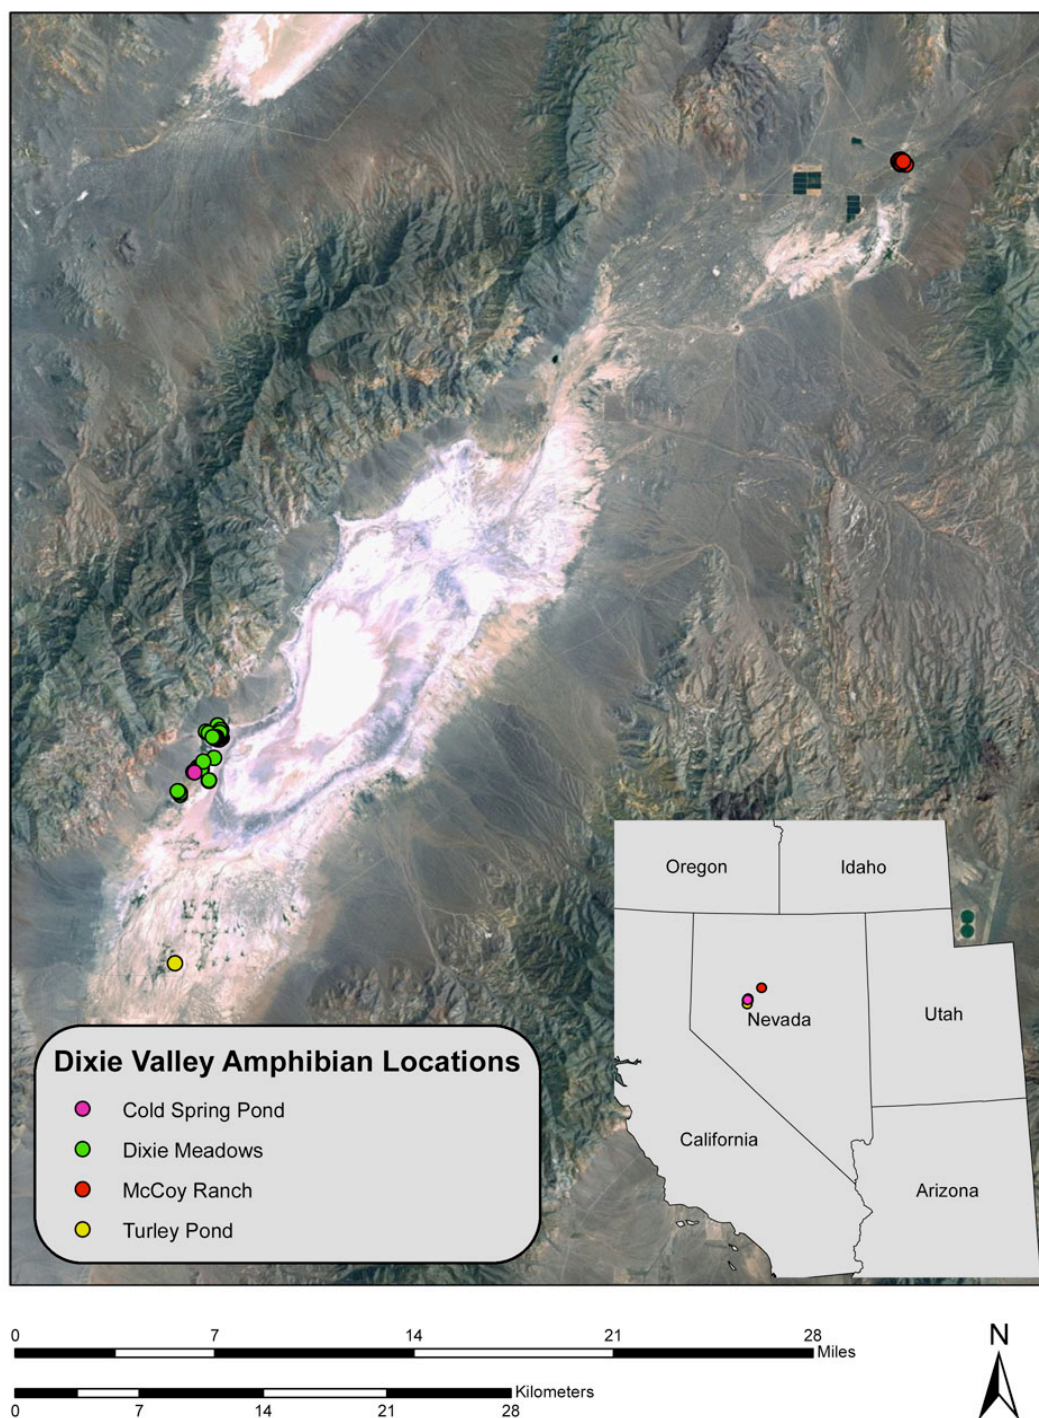 Oregon
Idaho
Nevada
Utah
California
Arizona
Dixie Valley Amphibian Locations
Cold Spring Pond
Dixie Meadows
McCoy Ranch
Turley Pond
0 7 14 21 28
Miles
Kilometers
0 7 14 21 28
N